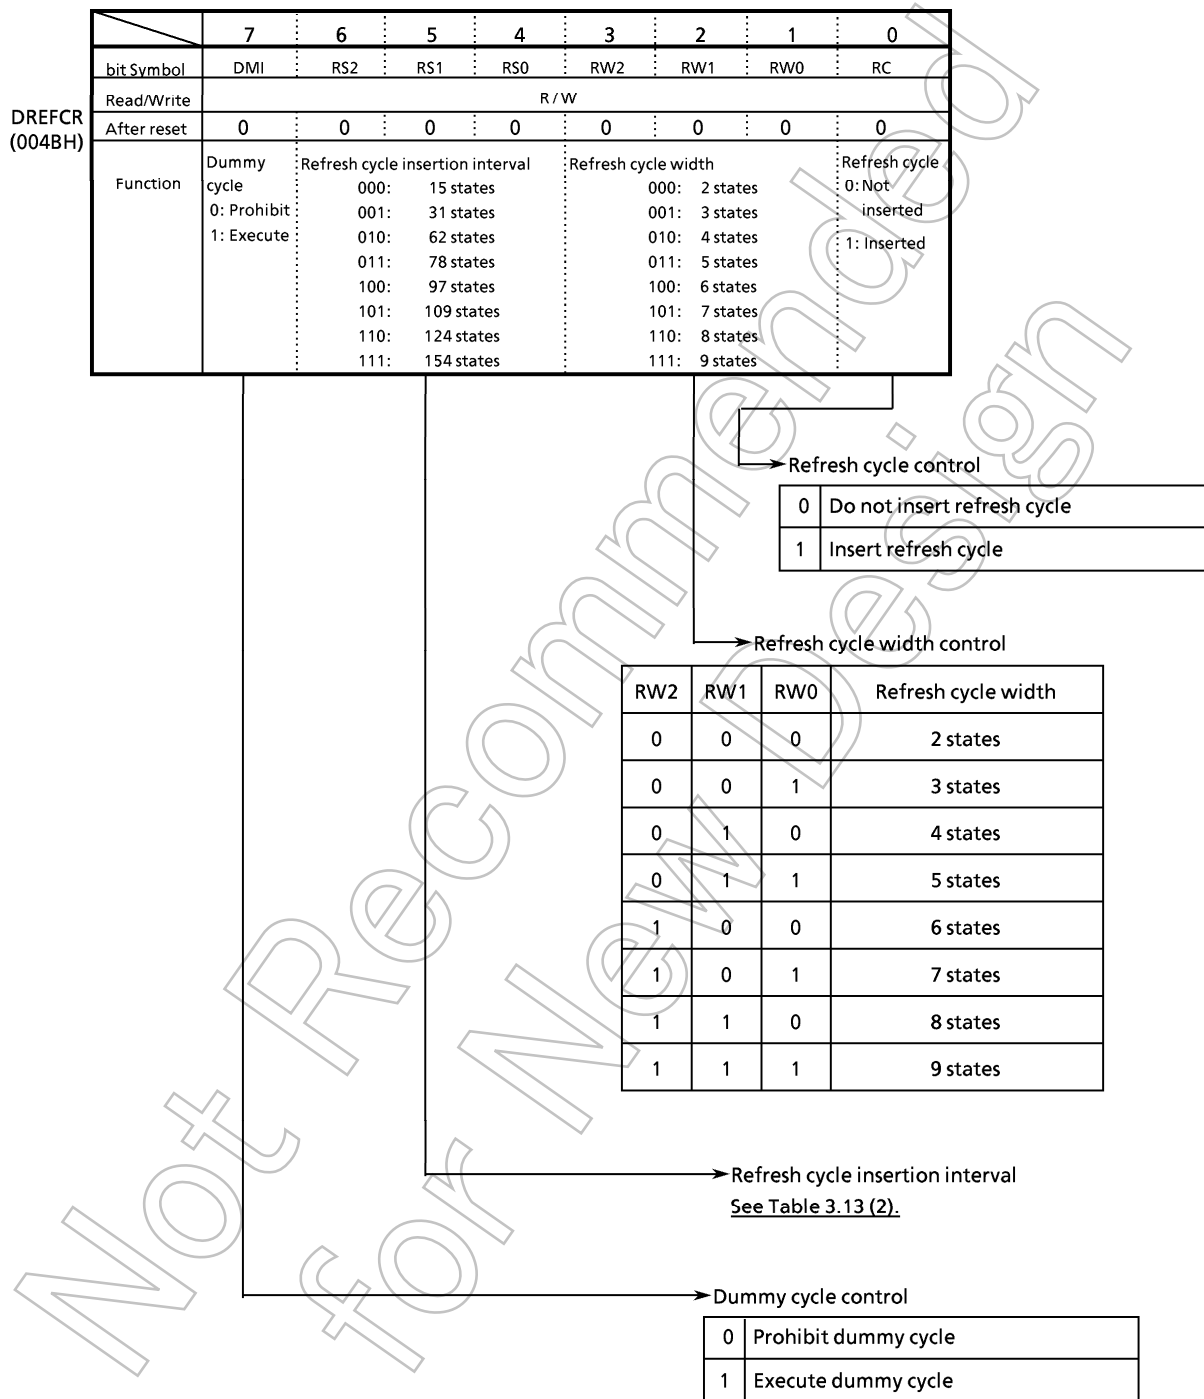 7 6 5 4 3 2 1 0
bit Symbol DMI RS2 RS1 RS0 RW2 RW1 RW0 RC
Read/Write R / W
DREFCR
(004BH)
After reset 0 0 0 0 0 0 0 0
Function
Dummy
cycle
0: Prohibit
1: Execute
Refresh cycle insertion interval
000: 15 states
001: 31 states
010: 62 states
011: 78 states
100: 97 states
101: 109 states
110: 124 states
111: 154 states
Refresh cycle width
000: 2 states
001: 3 states
010: 4 states
011: 5 states
100: 6 states
101: 7 states
110: 8 states
111: 9 states
Refresh cycle
0: Not
inserted
1: Inserted
Refresh cycle control
0 Do not insert refresh cycle
1 Insert refresh cycle
Refresh cycle width control
RW2 RW1 RW0 Refresh cycle width
0 0 0 2 states
0 0 1 3 states
0 1 0 4 states
0 1 1 5 states
1 0 0 6 states
1 0 1 7 states
1 1 0 8 states
1 1 1 9 states
Refresh cycle insertion interval
See Table 3.13 (2).
Dummy cycle control
0 Prohibit dummy cycle
1 Execute dummy cycle
Not Recommended
for New Design